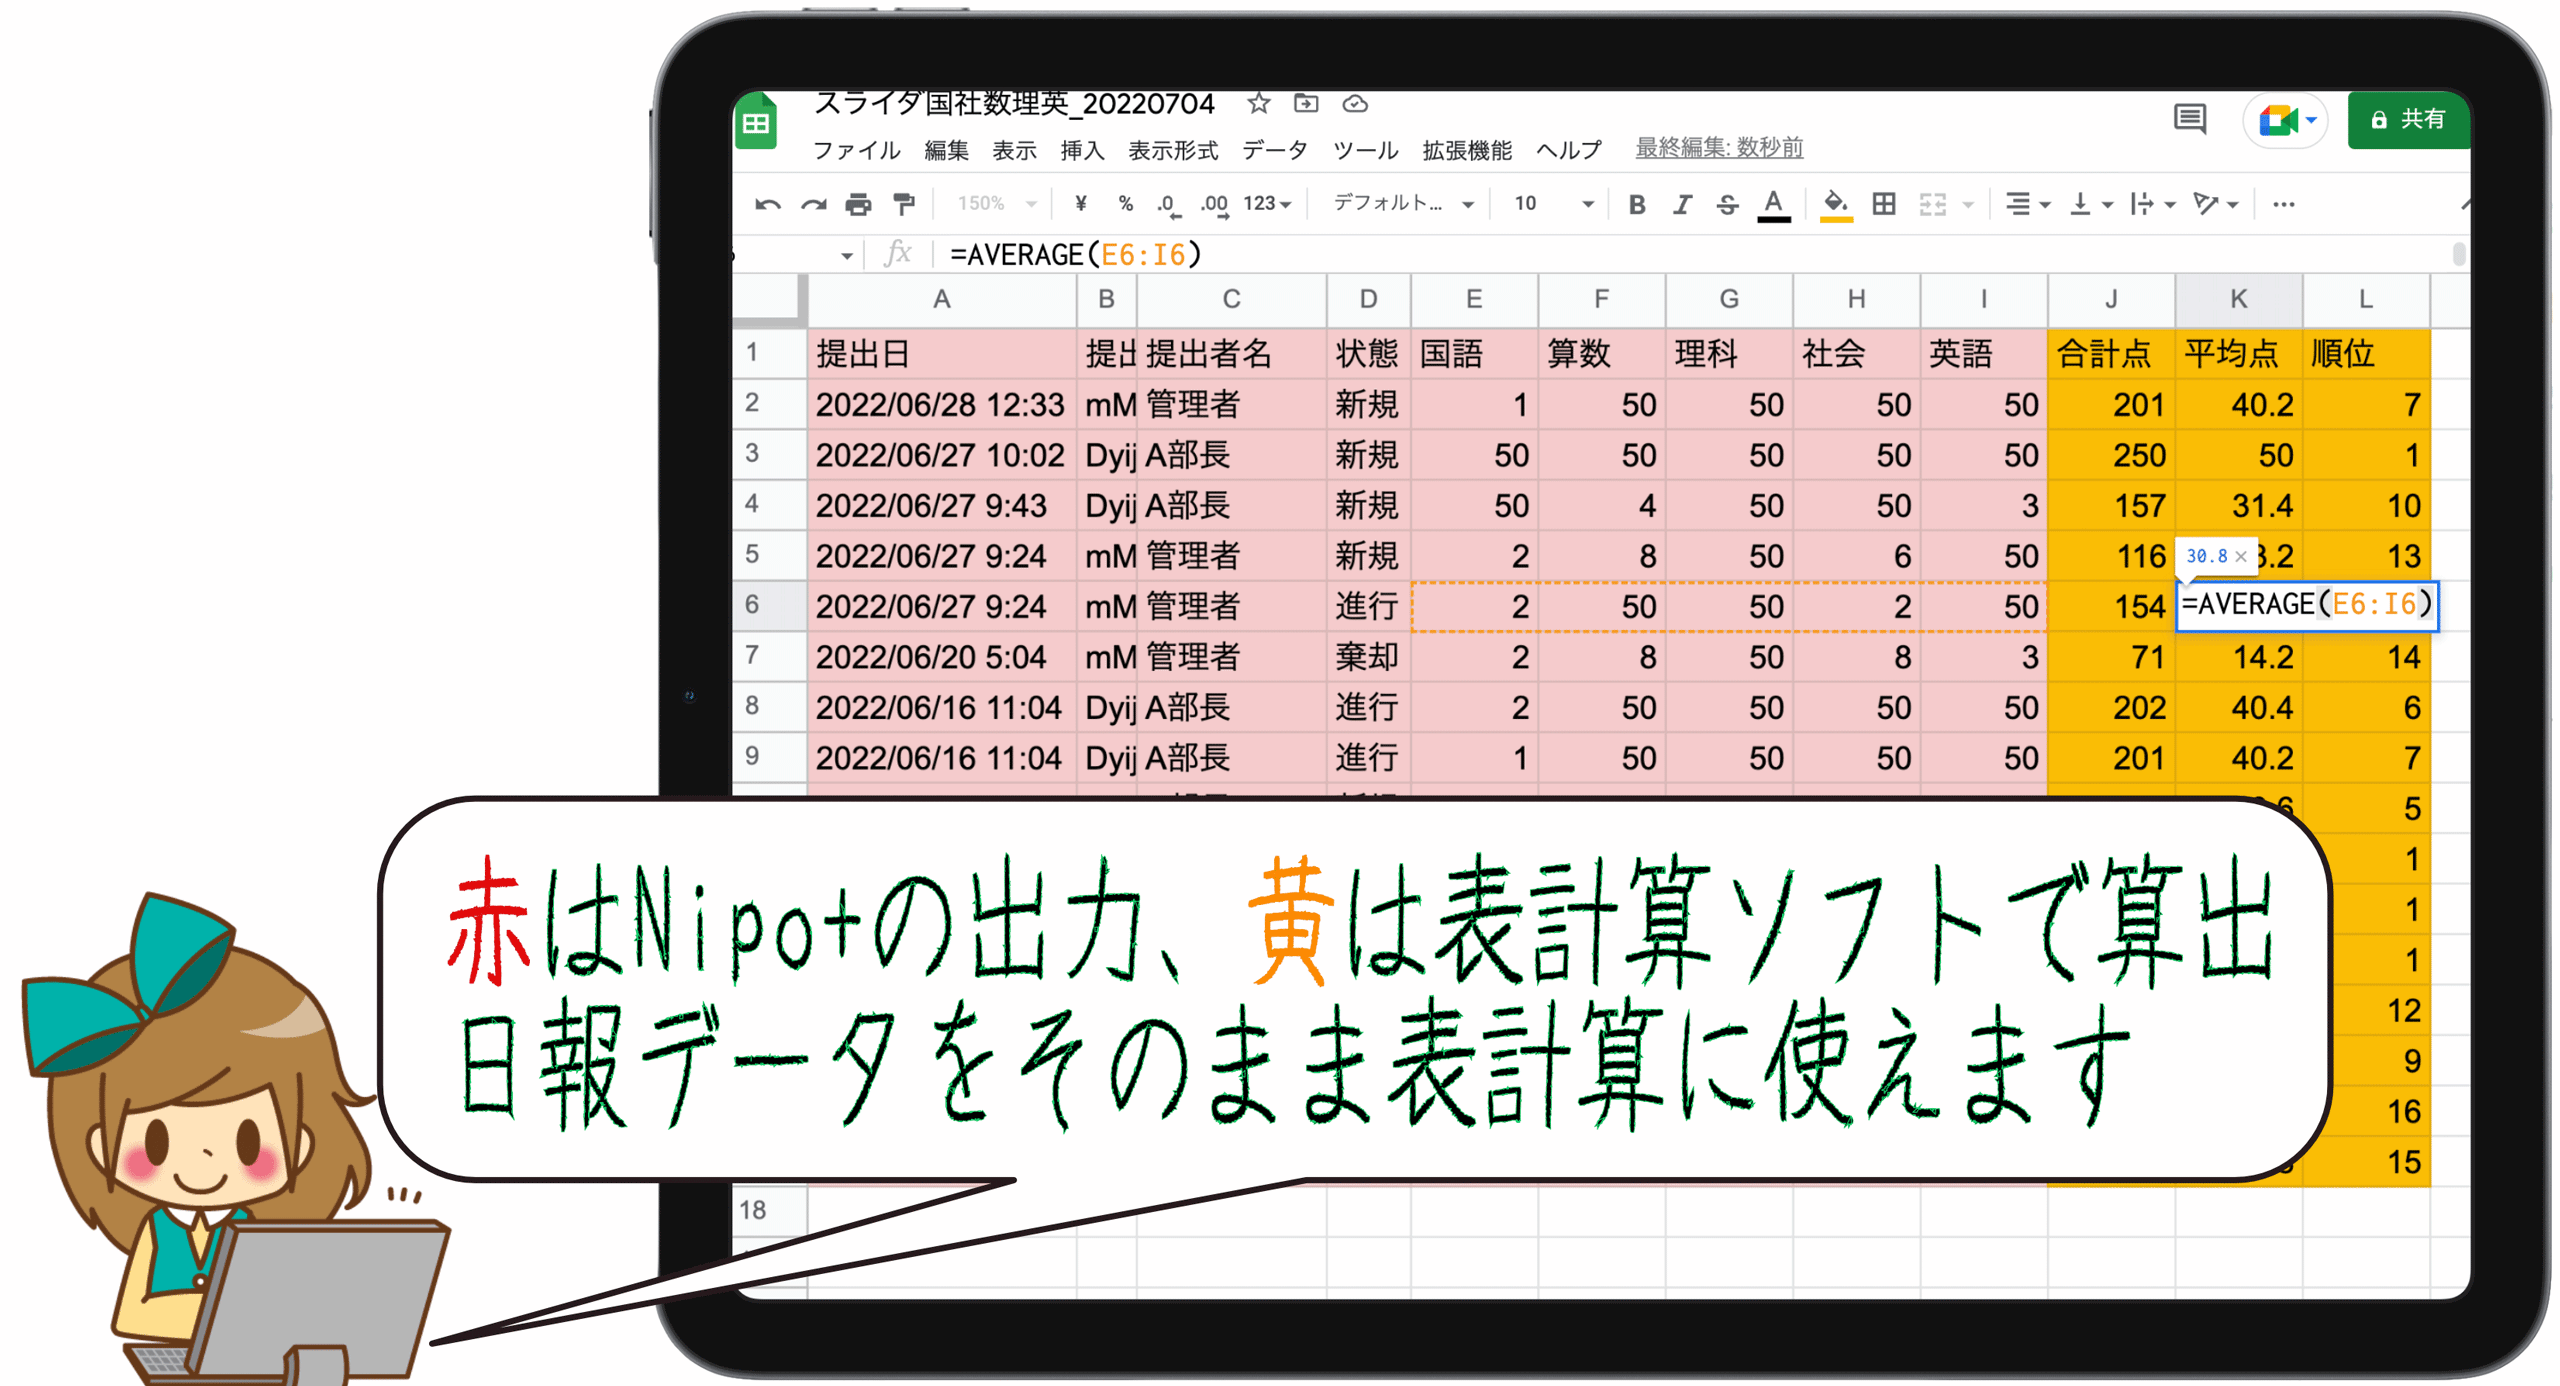 スライダ国社数理英_20220704
ファイル 編集 表示 挿入 表示形式 データ ツール 拡張機能 ヘルプ 最終編集: 数秒前
共有
150% ¥ % .0 .00 123 デフォルト... 10 B I S A ...
fx =AVERAGE(E6:I6)
A B C D E F G H I J K L
1 提出日 提出 提出者名 状態 国語 算数 理科 社会 英語 合計点 平均点 順位
2 2022/06/28 12:33 mM 管理者 新規 1 50 50 50 50 201 40.2 7
3 2022/06/27 10:02 Dyij A部長 新規 50 50 50 50 50 250 50 1
4 2022/06/27 9:43 Dyij A部長 新規 50 4 50 50 3 157 31.4 10
5 2022/06/27 9:24 mM 管理者 新規 2 8 50 6 50 116 3.2 13
30.8 ×
6 2022/06/27 9:24 mM 管理者 進行 2 50 50 2 50 154 =AVERAGE(E6:I6)
7 2022/06/20 5:04 mM 管理者 棄却 2 8 50 8 3 71 14.2 14
8 2022/06/16 11:04 Dyij A部長 進行 2 50 50 50 50 202 40.4 6
9 2022/06/16 11:04 Dyij A部長 進行 1 50 50 50 50 201 40.2 7
5
1
1
1
12
9
16
15
18
赤はNipoの出力、黄は表計算ソフトで算出
日報データをそのまま表計算に使えます